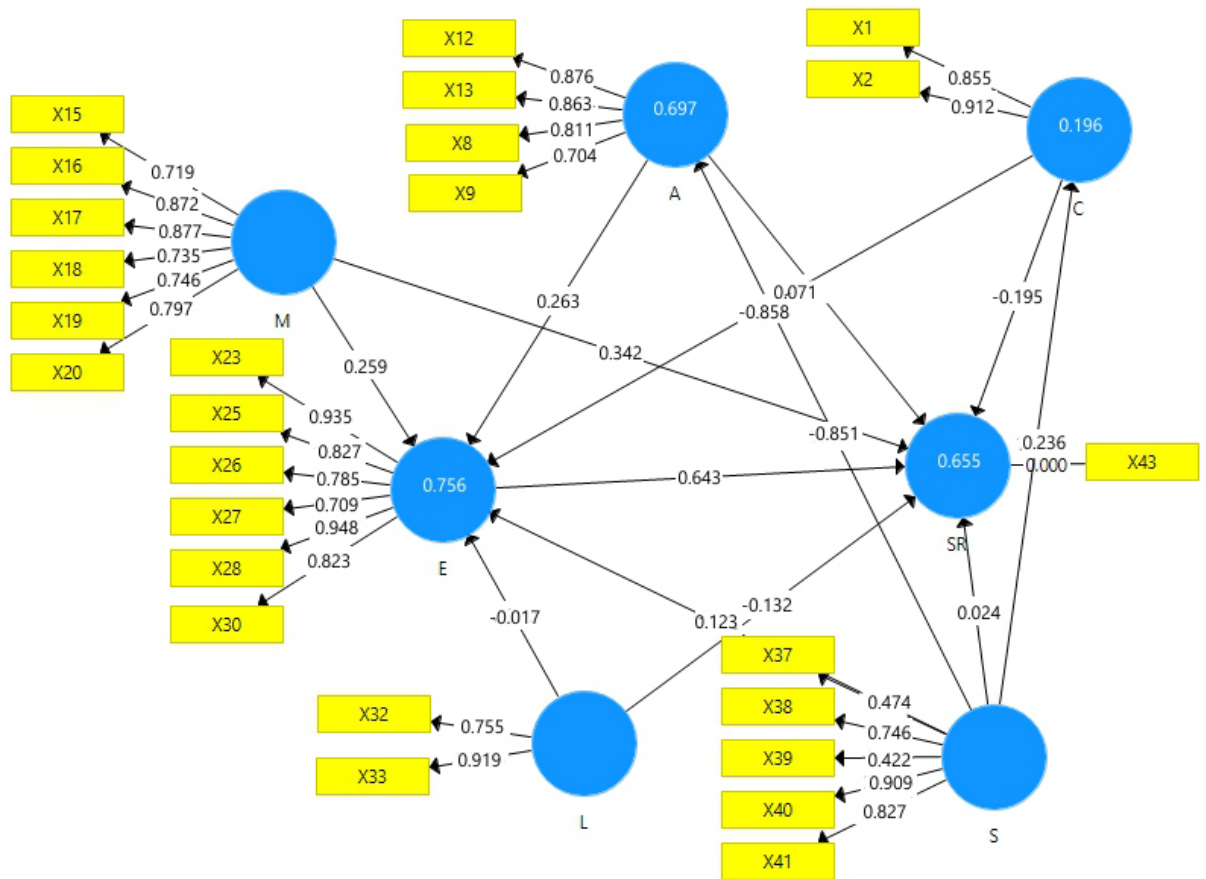 X12
X13
X8
X9
0.876
0.863
0.811
0.704
0.697
A
X1
X2
0.855
0.912
0.196
C
X15
X16
X17
X18
X19
X20
0.719
0.872
0.877
0.735
0.746
0.797
M
0.263
0.071
-0.858
-0.195
0.342
0.259
X23
X25
X26
X27
X28
X30
0.935
0.827
0.785
0.709
0.948
0.823
0.756
E
0.643
-0.851
0.655
SR
0.236
0.000
X43
-0.017
0.123
-0.132
0.024
X32
X33
0.755
0.919
L
X37
X38
X39
X40
X41
0.474
0.746
0.422
0.909
0.827
S